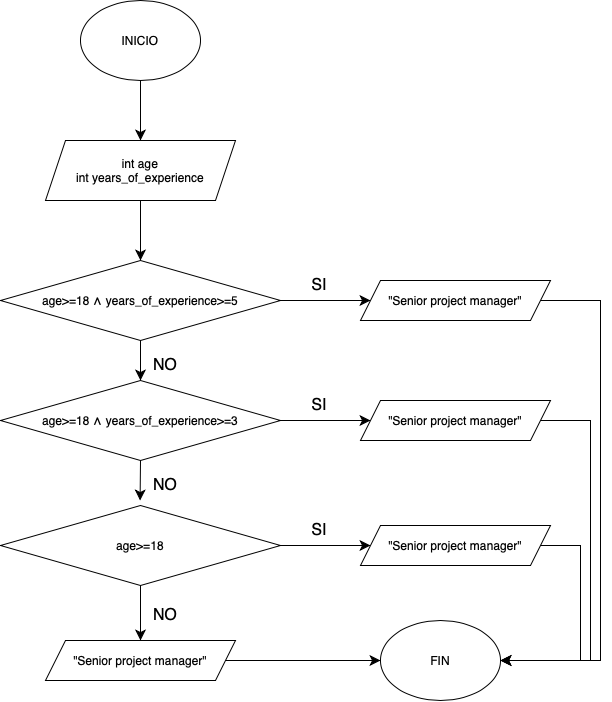 INICIO
int age
int years_of_experience
age>=18 ∧ years_of_experience>=5
SI
"Senior project manager"
NO
age>=18 ∧ years_of_experience>=3
SI
"Senior project manager"
NO
age>=18
SI
"Senior project manager"
NO
"Senior project manager"
FIN